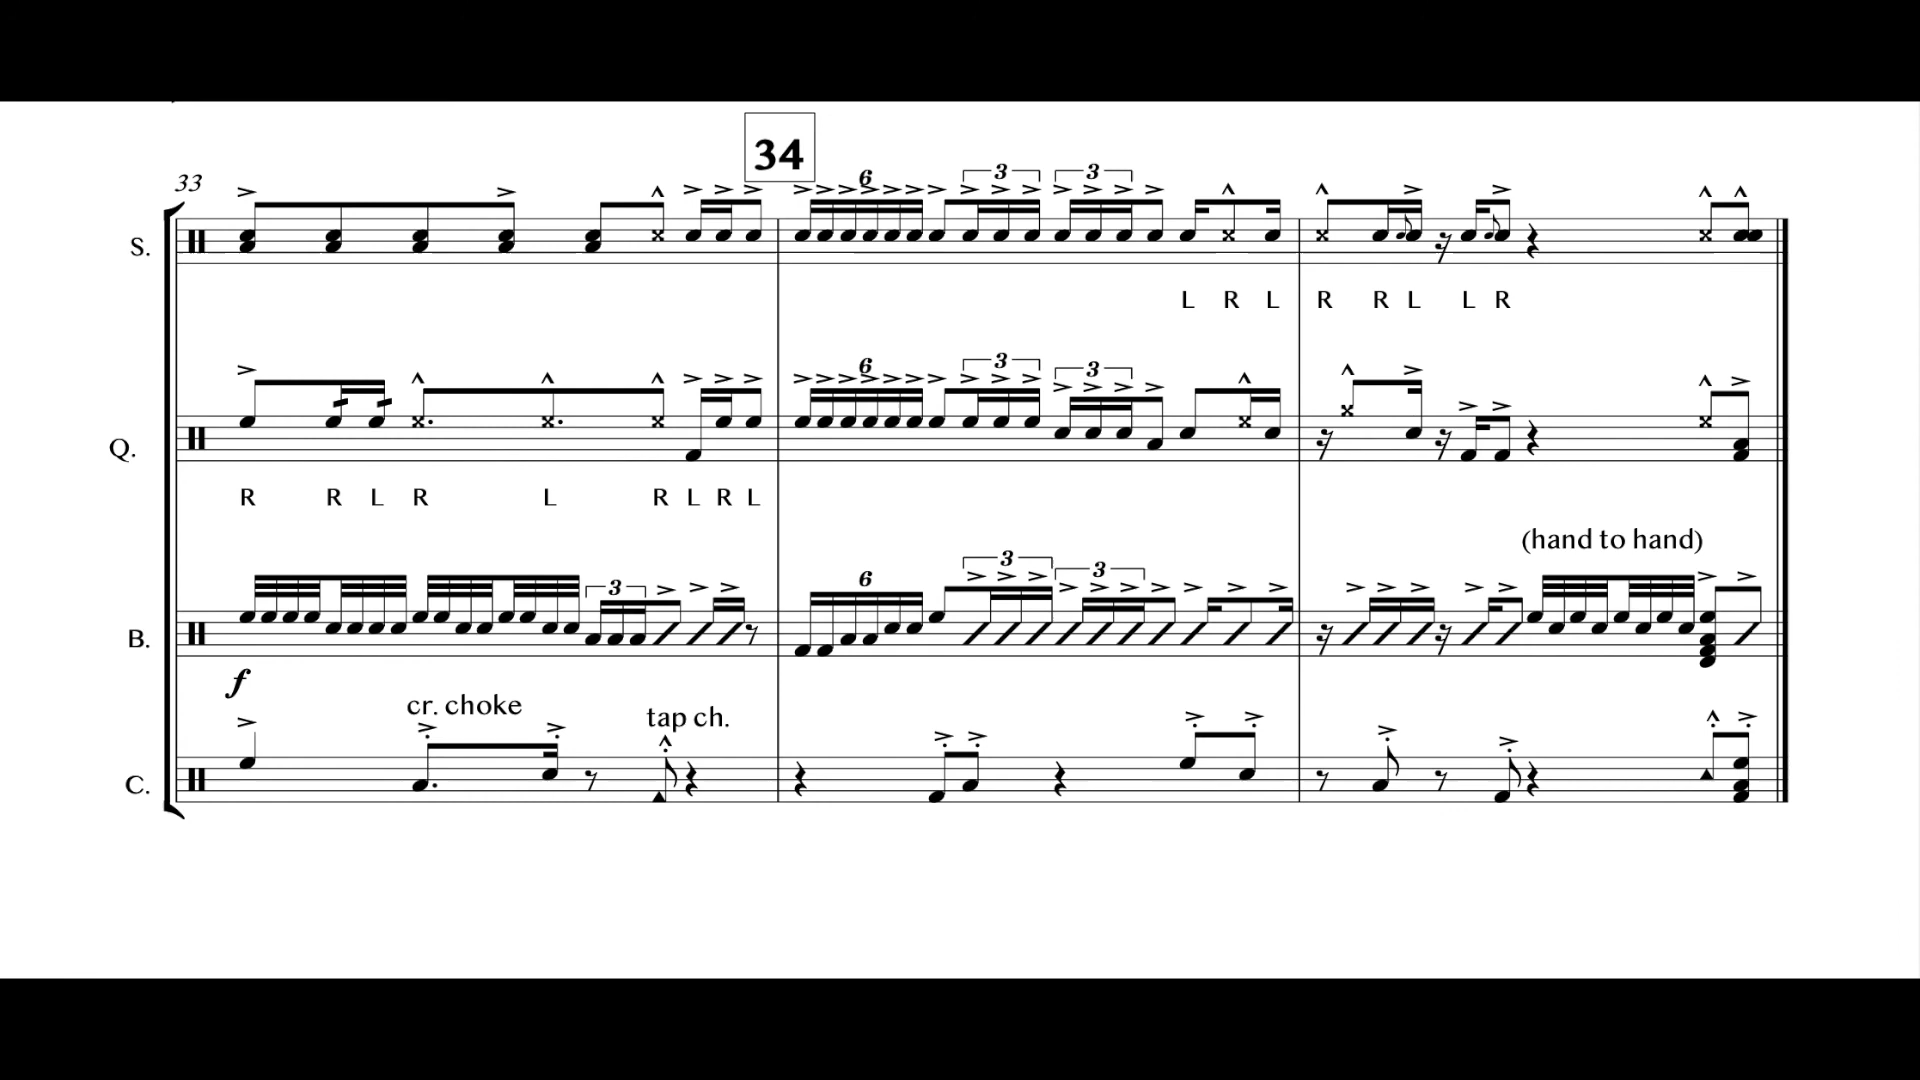 34
33
6 3 3
S.
L R L R R L L R
6 3 3
Q.
R R L R L R L R L
(hand to hand)
3 6 3 3
B.
f
cr. choke
tap ch.
C.